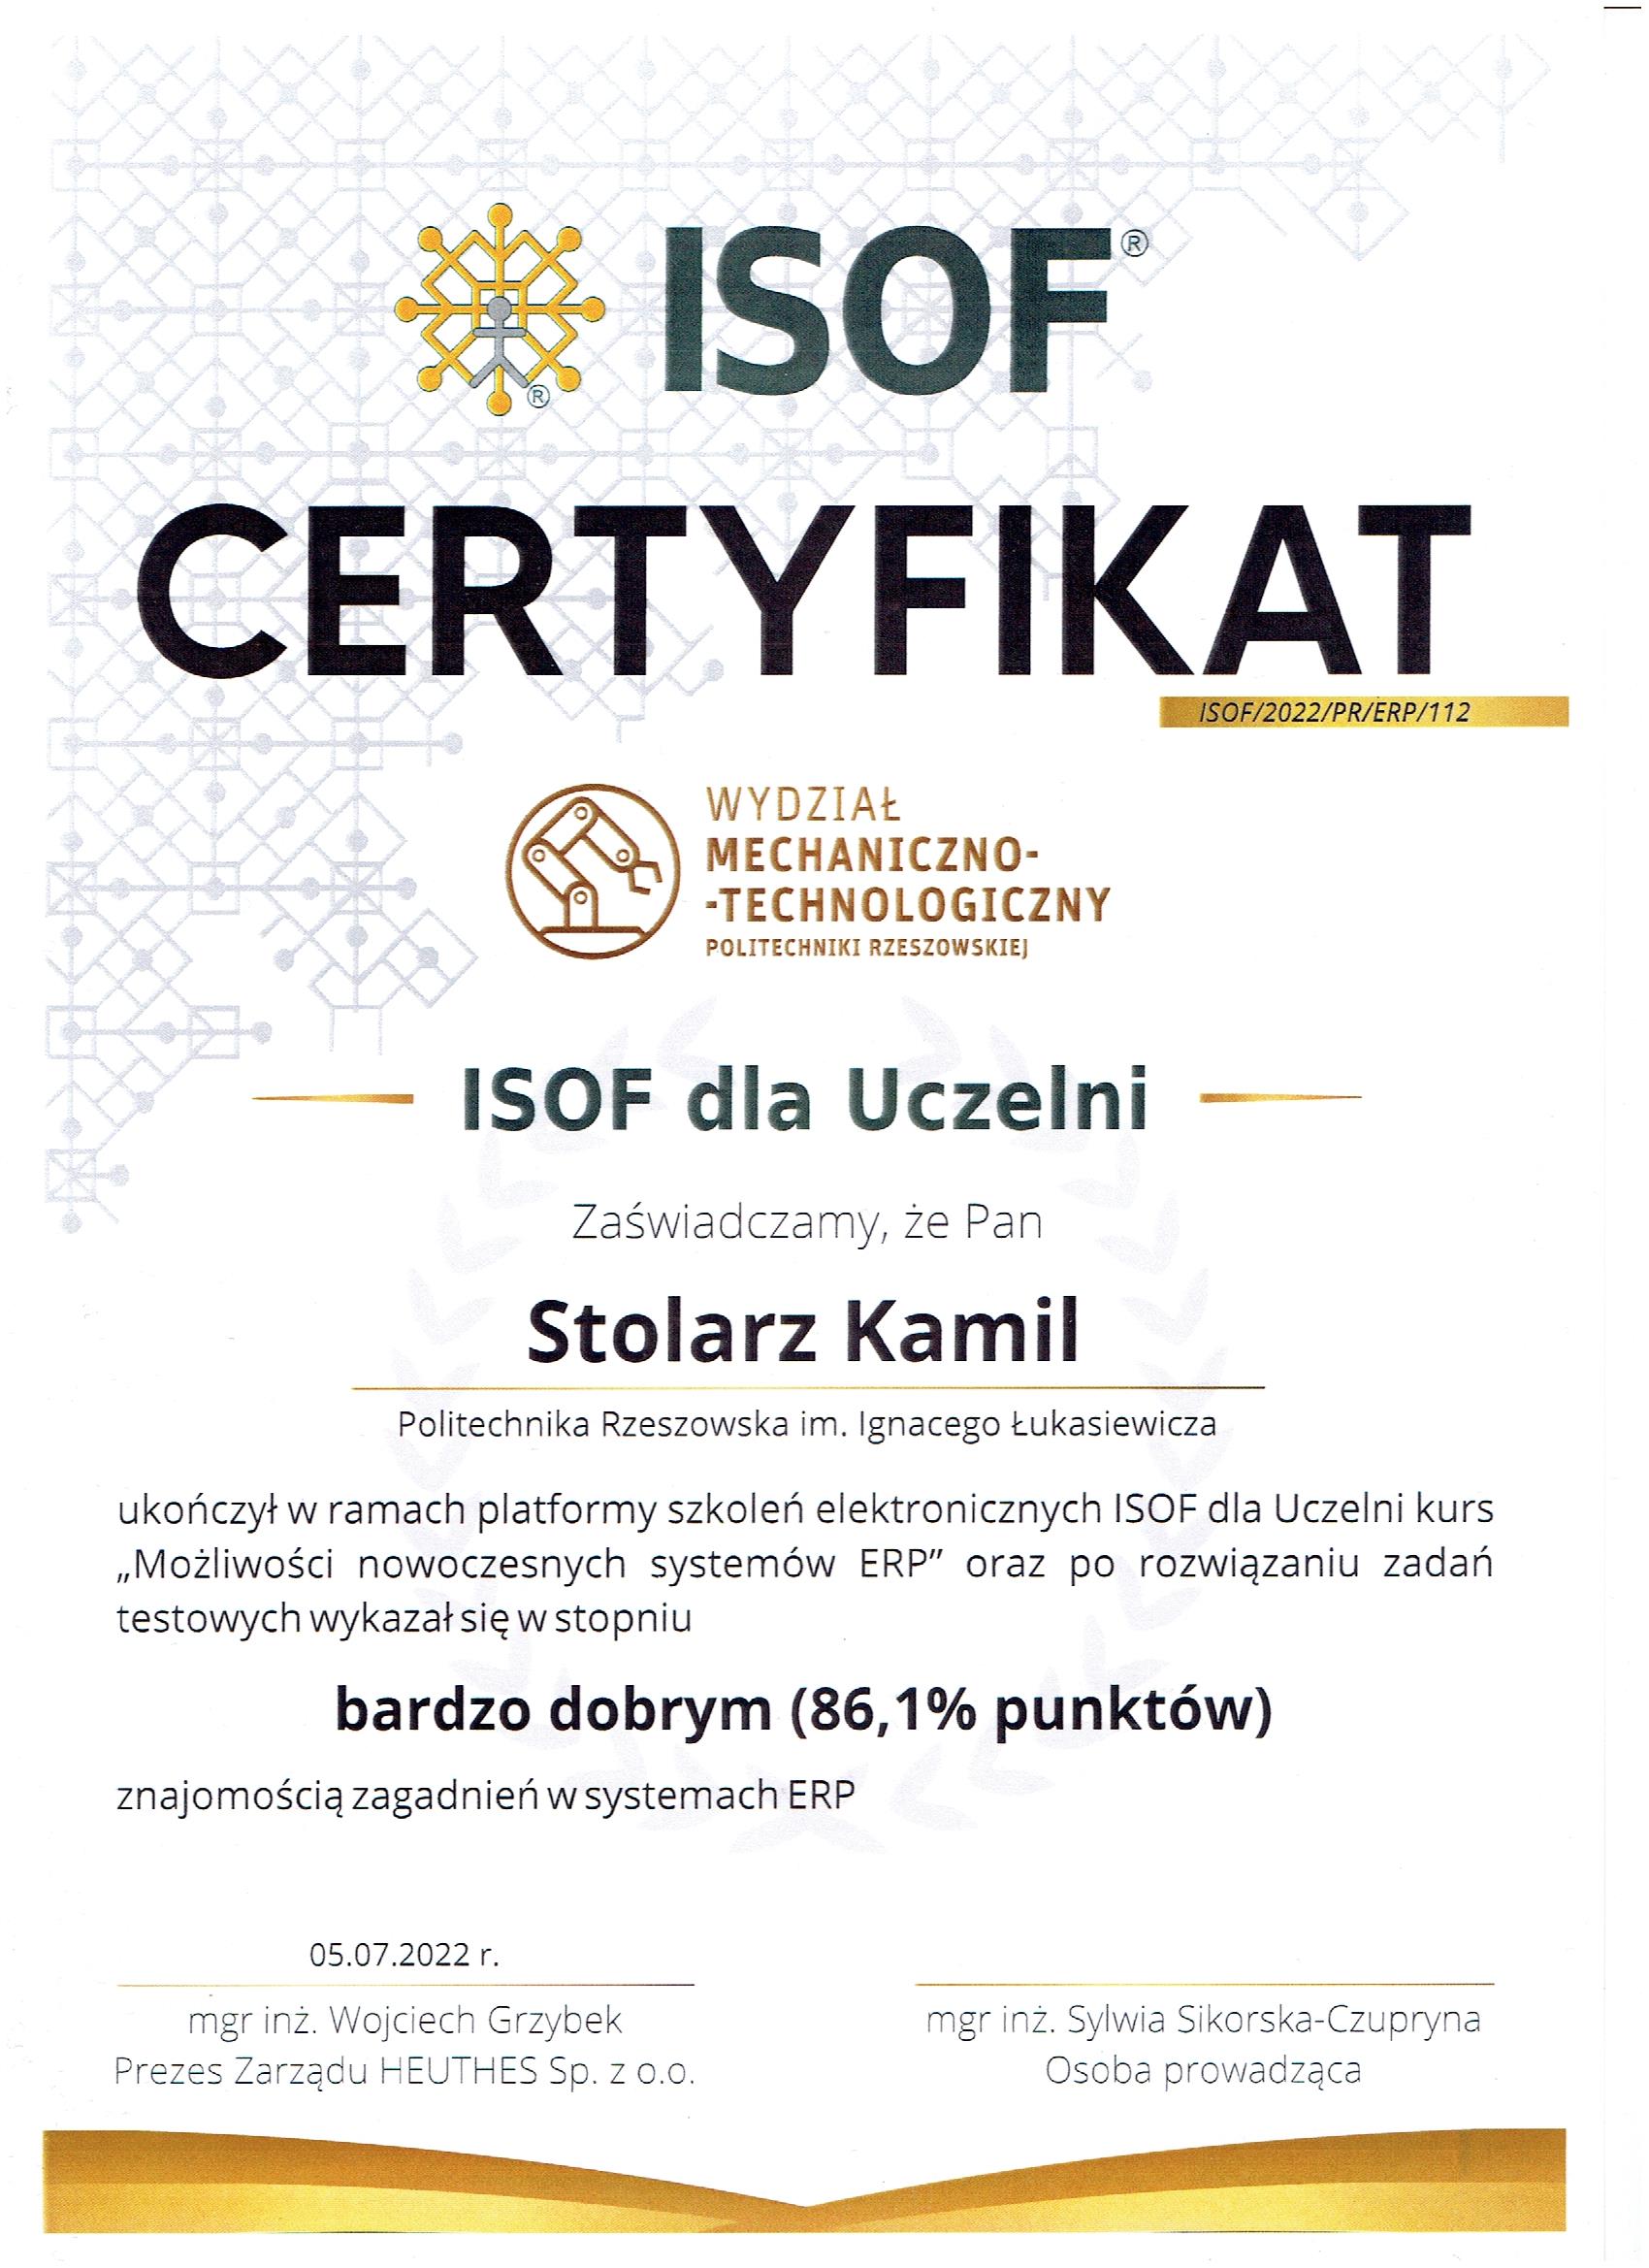 ISOF®
®
CERTYFIKAT
ISOF/2022/PR/ERP/112
WYDZIAŁ
MECHANICZNO-
-TECHNOLOGICZNY
POLITECHNIKI RZESZOWSKIEJ
ISOF dla Uczelni
Zaświadczamy, że Pan
Stolarz Kamil
Politechnika Rzeszowska im. Ignacego Łukasiewicza
ukończył w ramach platformy szkoleń elektronicznych ISOF dla Uczelni kurs
„Możliwości nowoczesnych systemów ERP” oraz po rozwiązaniu zadań
testowych wykazał się w stopniu
bardzo dobrym (86,1% punktów)
znajomością zagadnień w systemach ERP
05.07.2022 r.
mgr inż. Wojciech Grzybek
Prezes Zarządu HEUTHES Sp. z o.o.
mgr inż. Sylwia Sikorska-Czupryna
Osoba prowadząca